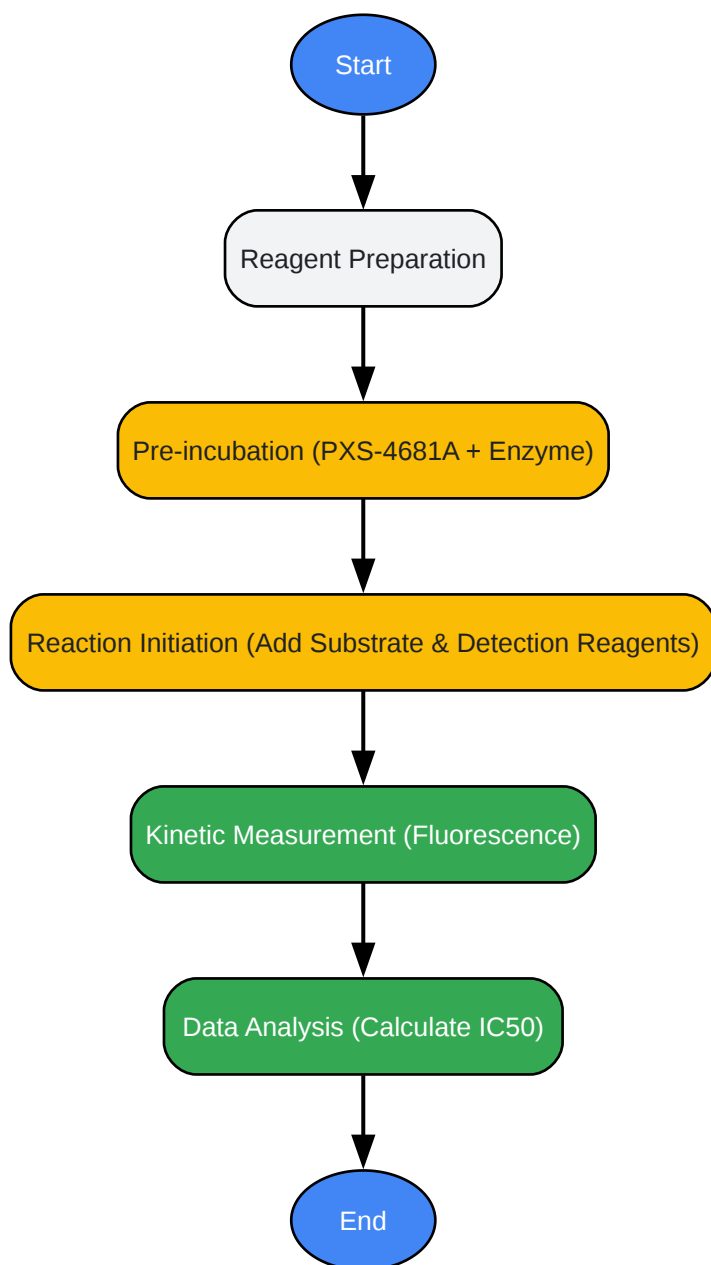 Start
Reagent Preparation
Pre-incubation (PXS-4681A + Enzyme)
Reaction Initiation (Add Substrate & Detection Reagents)
Kinetic Measurement (Fluorescence)
Data Analysis (Calculate IC50)
End